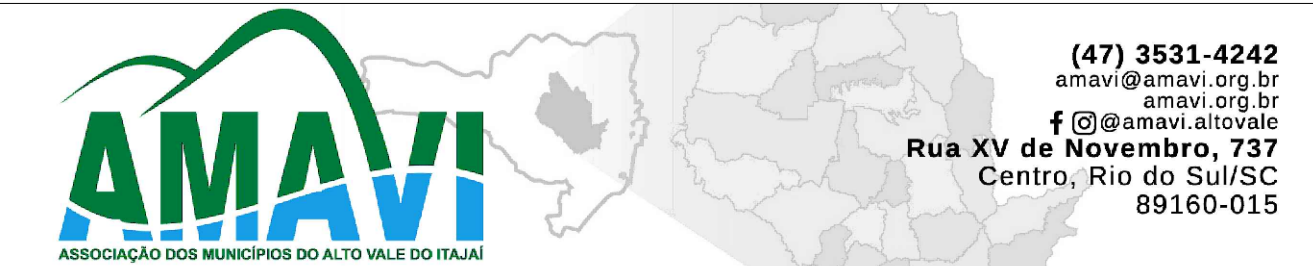 AMAVI
ASSOCIAÇÃO DOS MUNICÍPIOS DO ALTO VALE DO ITAJAÍ
(47) 3531-4242
amavi@amavi.org.br
amavi.org.br
@amavi.altovale
Rua XV de Novembro, 737
Centro, Rio do Sul/SC
89160-015